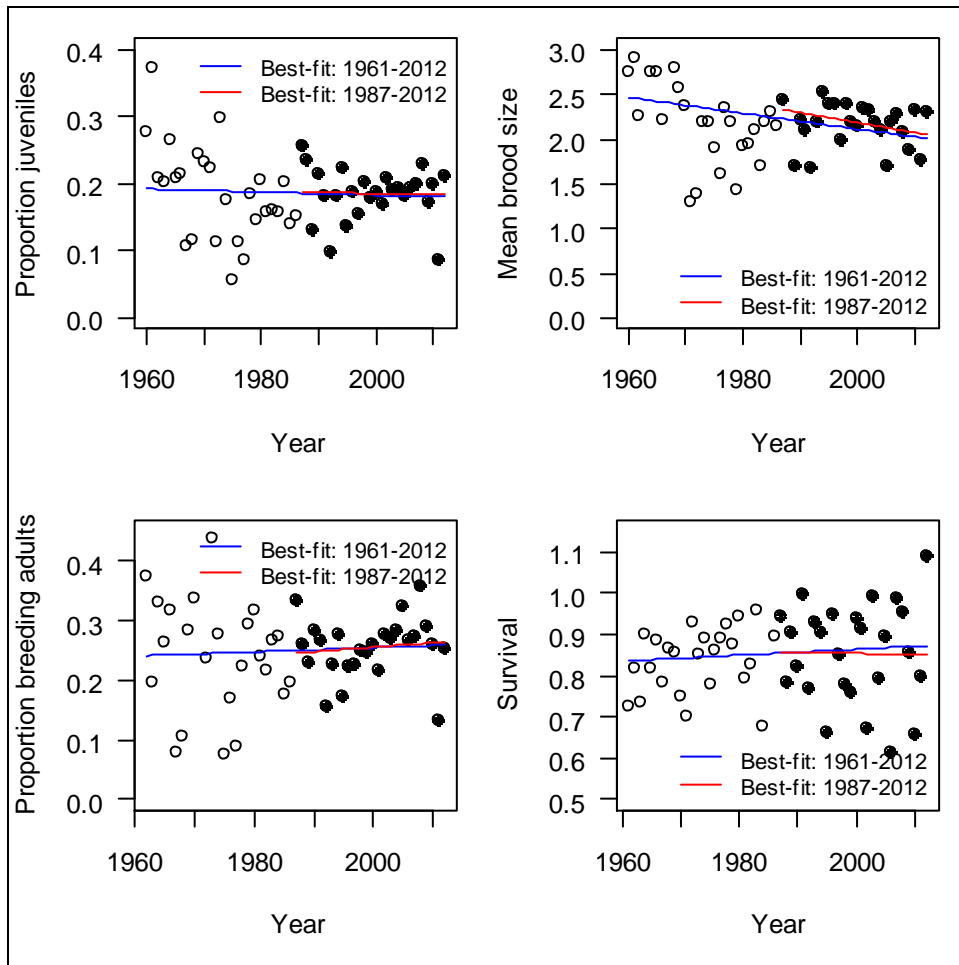 Proportion juveniles
0.4
0.3
0.2
0.1
0.0
Best-fit: 1961-2012
Best-fit: 1987-2012
1960
1980
2000
Year
Mean brood size
3.0
2.5
2.0
1.5
1.0
0.5
0.0
Best-fit: 1961-2012
Best-fit: 1987-2012
1960
1980
2000
Year
Proportion breeding adults
0.4
0.3
0.2
0.1
0.0
Best-fit: 1961-2012
Best-fit: 1987-2012
1960
1980
2000
Year
Survival
1.1
1.0
0.9
0.8
0.7
0.6
0.5
Best-fit: 1961-2012
Best-fit: 1987-2012
1960
1980
2000
Year